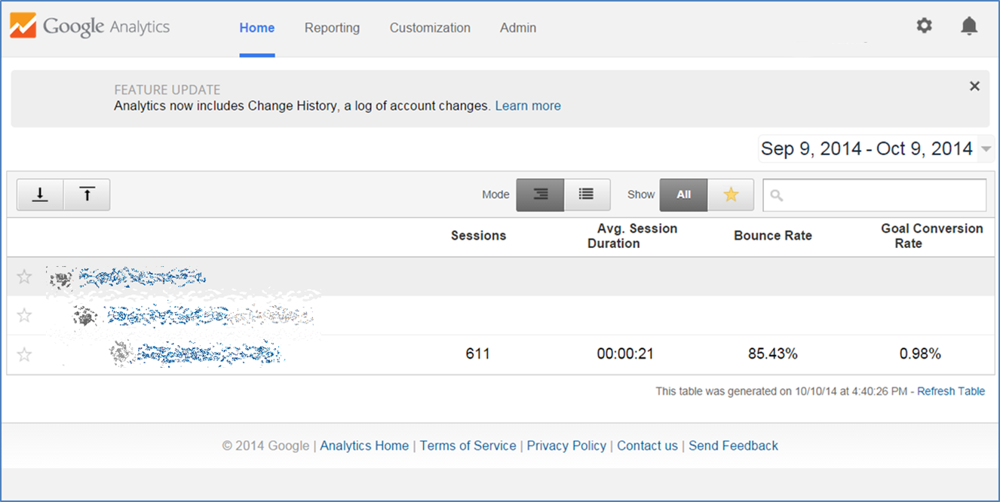 Google Analytics Home Reporting Customization Admin
FEATURE UPDATE
Analytics now includes Change History, a log of account changes. Learn more
Sep 9, 2014 - Oct 9, 2014
Mode Show All
Sessions Avg. Session Duration Bounce Rate Goal Conversion Rate
611 00:00:21 85.43% 0.98%
This table was generated on 10/10/14 at 4:40:26 PM - Refresh Table
© 2014 Google | Analytics Home | Terms of Service | Privacy Policy | Contact us | Send Feedback